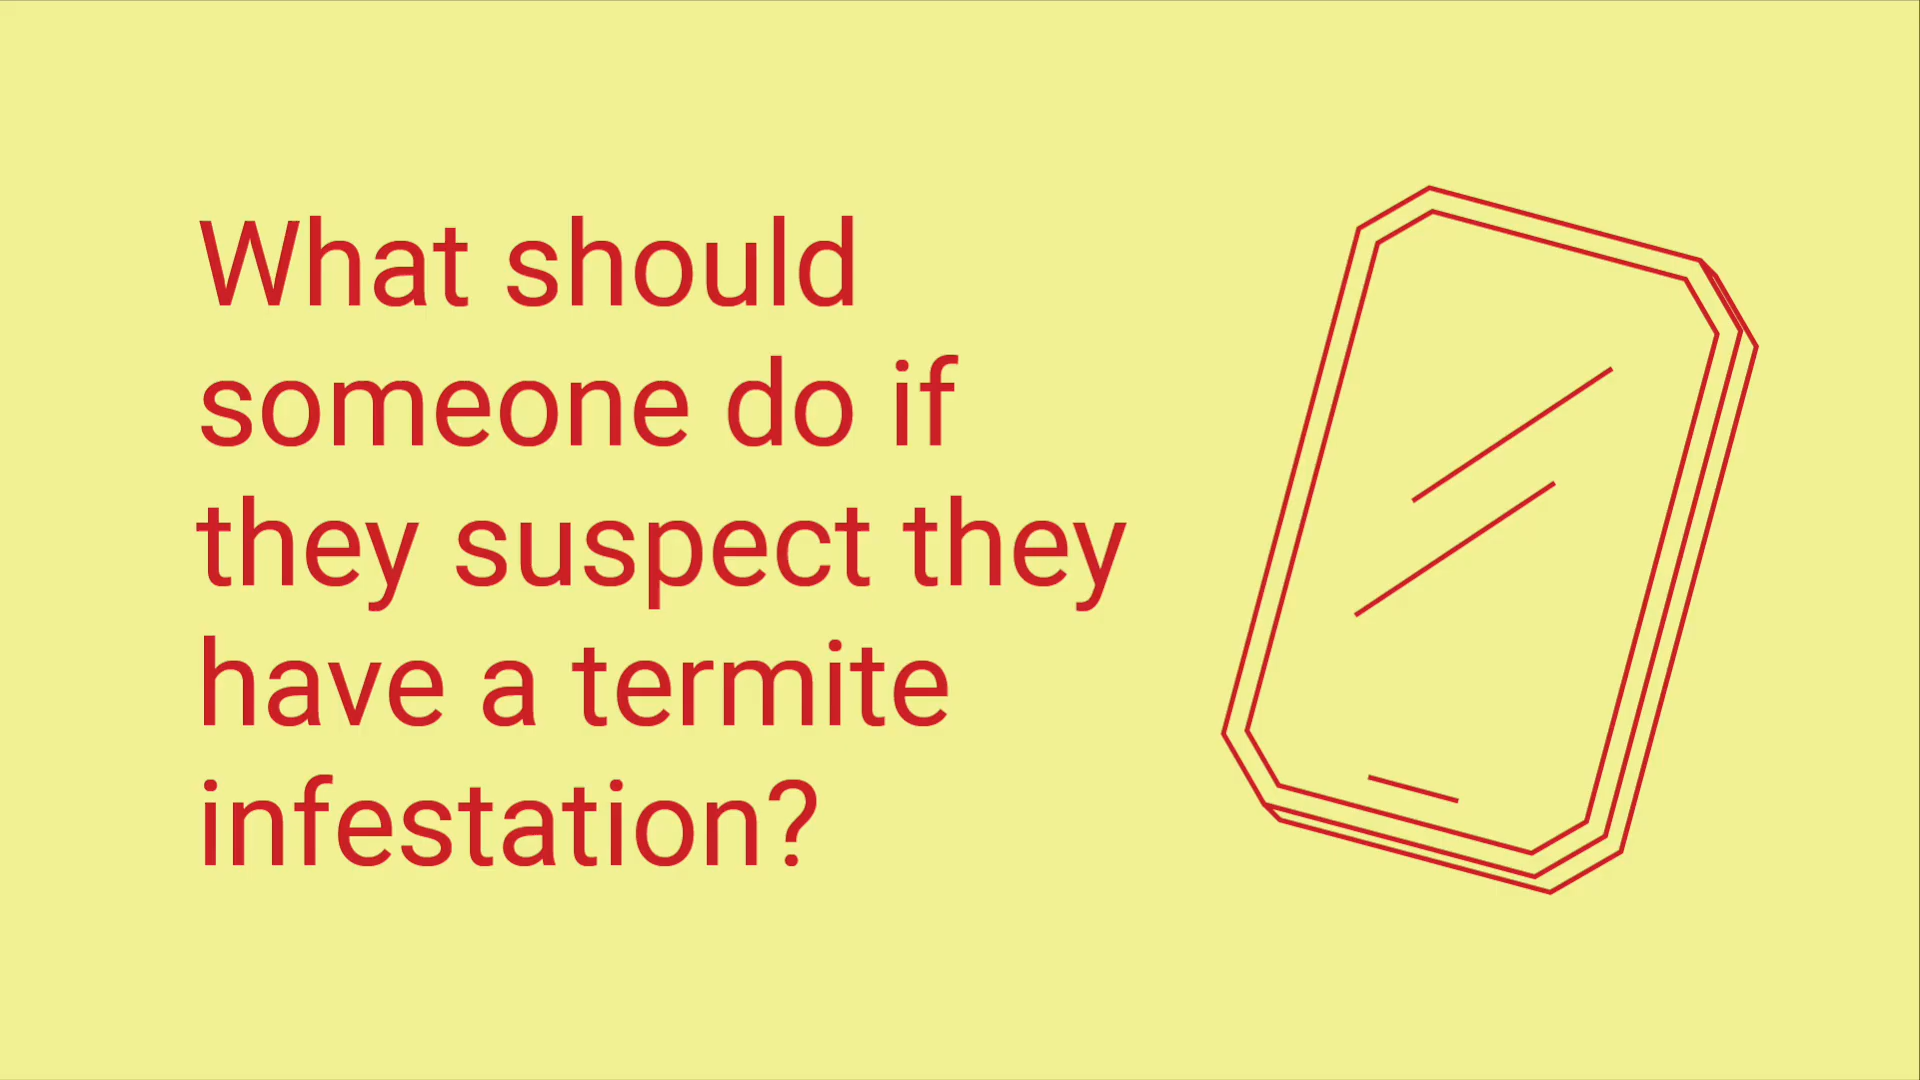 What should
someone do if
they suspect they
have a termite
infestation?